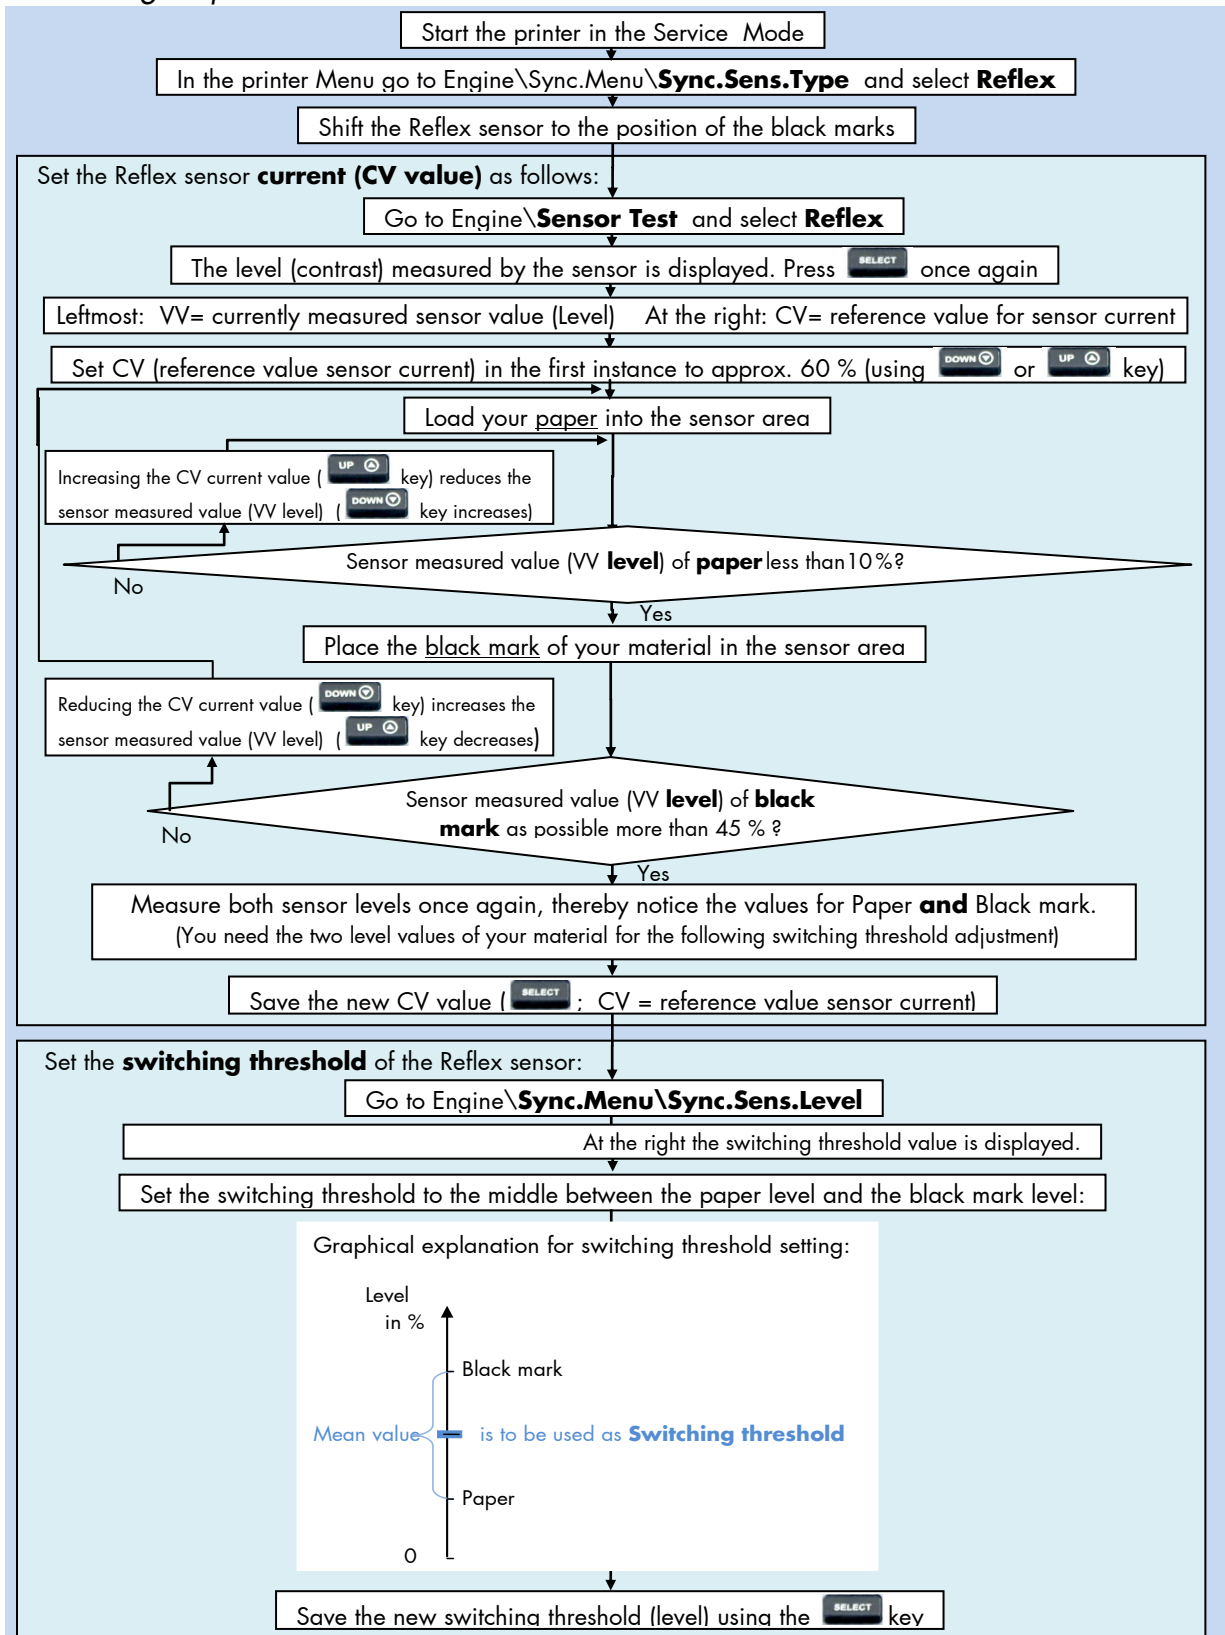 Start the printer in the Service Mode
In the printer Menu go to Engine\Sync.Menu\Sync.Sens.Type and select Reflex
Shift the Reflex sensor to the position of the black marks
Set the Reflex sensor current (CV value) as follows:
Go to Engine\Sensor Test and select Reflex
The level (contrast) measured by the sensor is displayed. Press SELECT once again
Leftmost: VV= currently measured sensor value (Level) At the right: CV= reference value for sensor current
Set CV (reference value sensor current) in the first instance to approx. 60 % (using DOWN or UP key)
Load your paper into the sensor area
Increasing the CV current value ( UP key) reduces the
sensor measured value (VV level) ( DOWN key increases)
Sensor measured value (VV level) of paper less than 10 %?
No
Yes
Place the black mark of your material in the sensor area
Reducing the CV current value ( DOWN key) increases the
sensor measured value (VV level) ( UP key decreases)
Sensor measured value (VV level) of black
mark as possible more than 45 % ?
No
Yes
Measure both sensor levels once again, thereby notice the values for Paper and Black mark.
(You need the two level values of your material for the following switching threshold adjustment)
Save the new CV value ( SELECT ; CV = reference value sensor current)
Set the switching threshold of the Reflex sensor:
Go to Engine\Sync.Menu\Sync.Sens.Level
At the right the switching threshold value is displayed.
Set the switching threshold to the middle between the paper level and the black mark level:
Graphical explanation for switching threshold setting:
Level
in %
Black mark
Mean value is to be used as Switching threshold
Paper
0
Save the new switching threshold (level) using the SELECT key